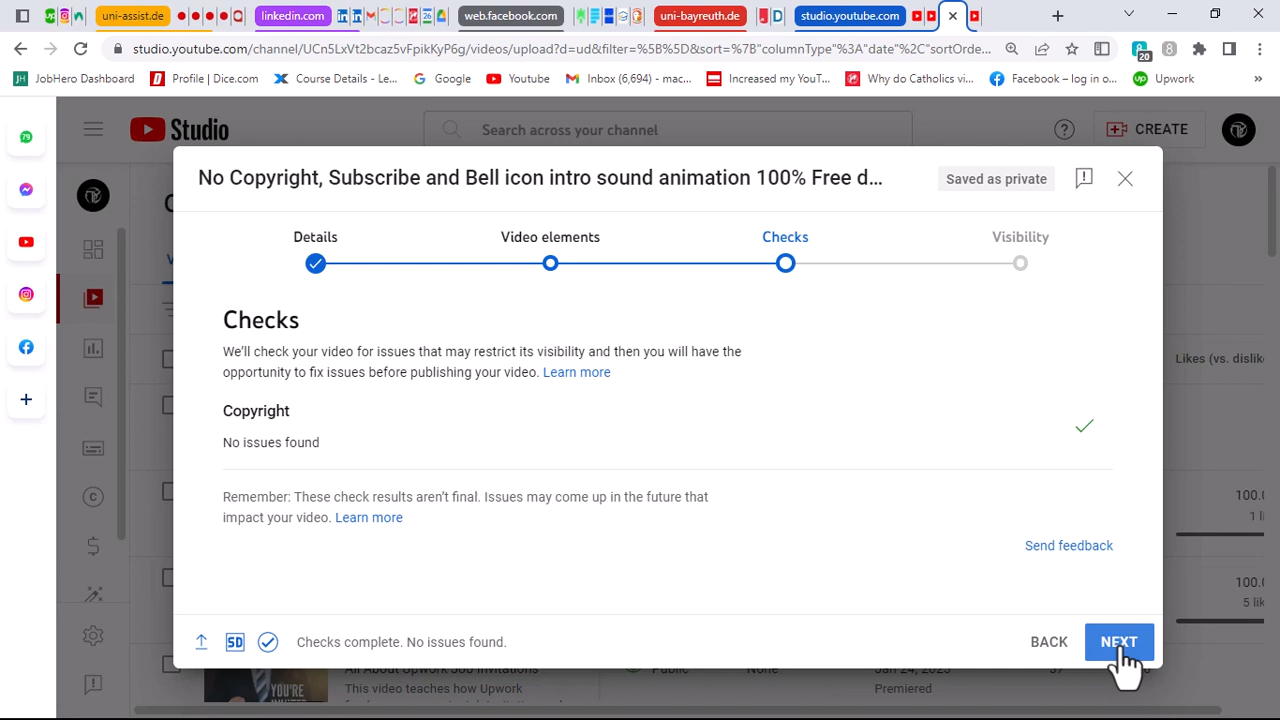 uni-assist.de
linkedin.com
26
web.facebook.com
uni-bayreuth.de
studio.youtube.com
studio.youtube.com/channel/UCn5LxVt2bcaz5vFpikKyP6g/videos/upload?d=ud&filter=%5B%5D&sort=%7B"columnType"%3A"date"%2C"sortOrde...
20
JobHero Dashboard
Profile | Dice.com
Course Details - Le...
Google
Youtube
Inbox (6,694) - mac...
Increased my YouT...
Why do Catholics vi...
Facebook – log in o...
Upwork
»
79
Studio
Search across your channel
CREATE
No Copyright, Subscribe and Bell icon intro sound animation 100% Free d...
Saved as private
Details
Video elements
Checks
Visibility
Checks
We'll check your video for issues that may restrict its visibility and then you will have the
opportunity to fix issues before publishing your video. Learn more
Likes (vs. dislik
Copyright
No issues found
Remember: These check results aren't final. Issues may come up in the future that
impact your video. Learn more
100.0
1 li
Send feedback
100.0
5 lik
SD
Checks complete. No issues found.
BACK
NEXT
All About Upwork Job Invitations
This video teaches how Upwork
YOU'RE
Public
None
Jan 24, 2023
Premiered